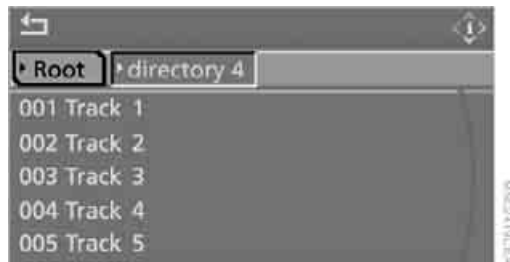 Root directory 4
001 Track 1
002 Track 2
003 Track 3
004 Track 4
005 Track 5